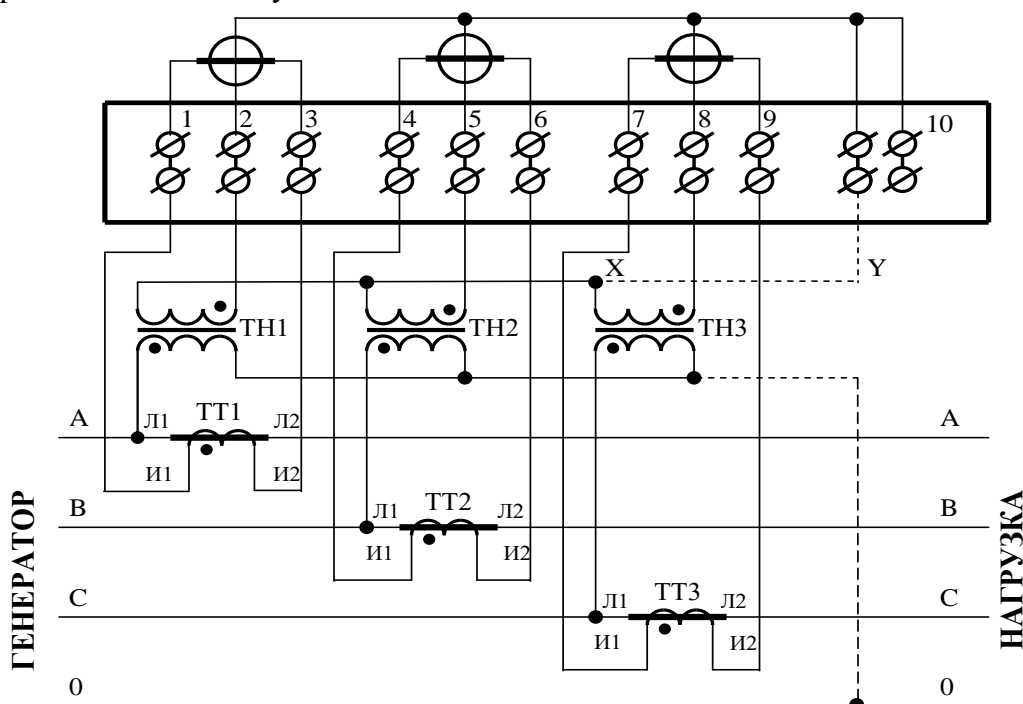 1 2 3 4 5 6 7 8 9 10
X Y
ТН1 ТН2 ТН3
А Л1 ТТ1 Л2 А
И1 И2
В Л1 ТТ2 Л2 В
И1 И2
С Л1 ТТ3 Л2 С
И1 И2
0 0
ГЕНЕРАТОР
НАГРУЗКА